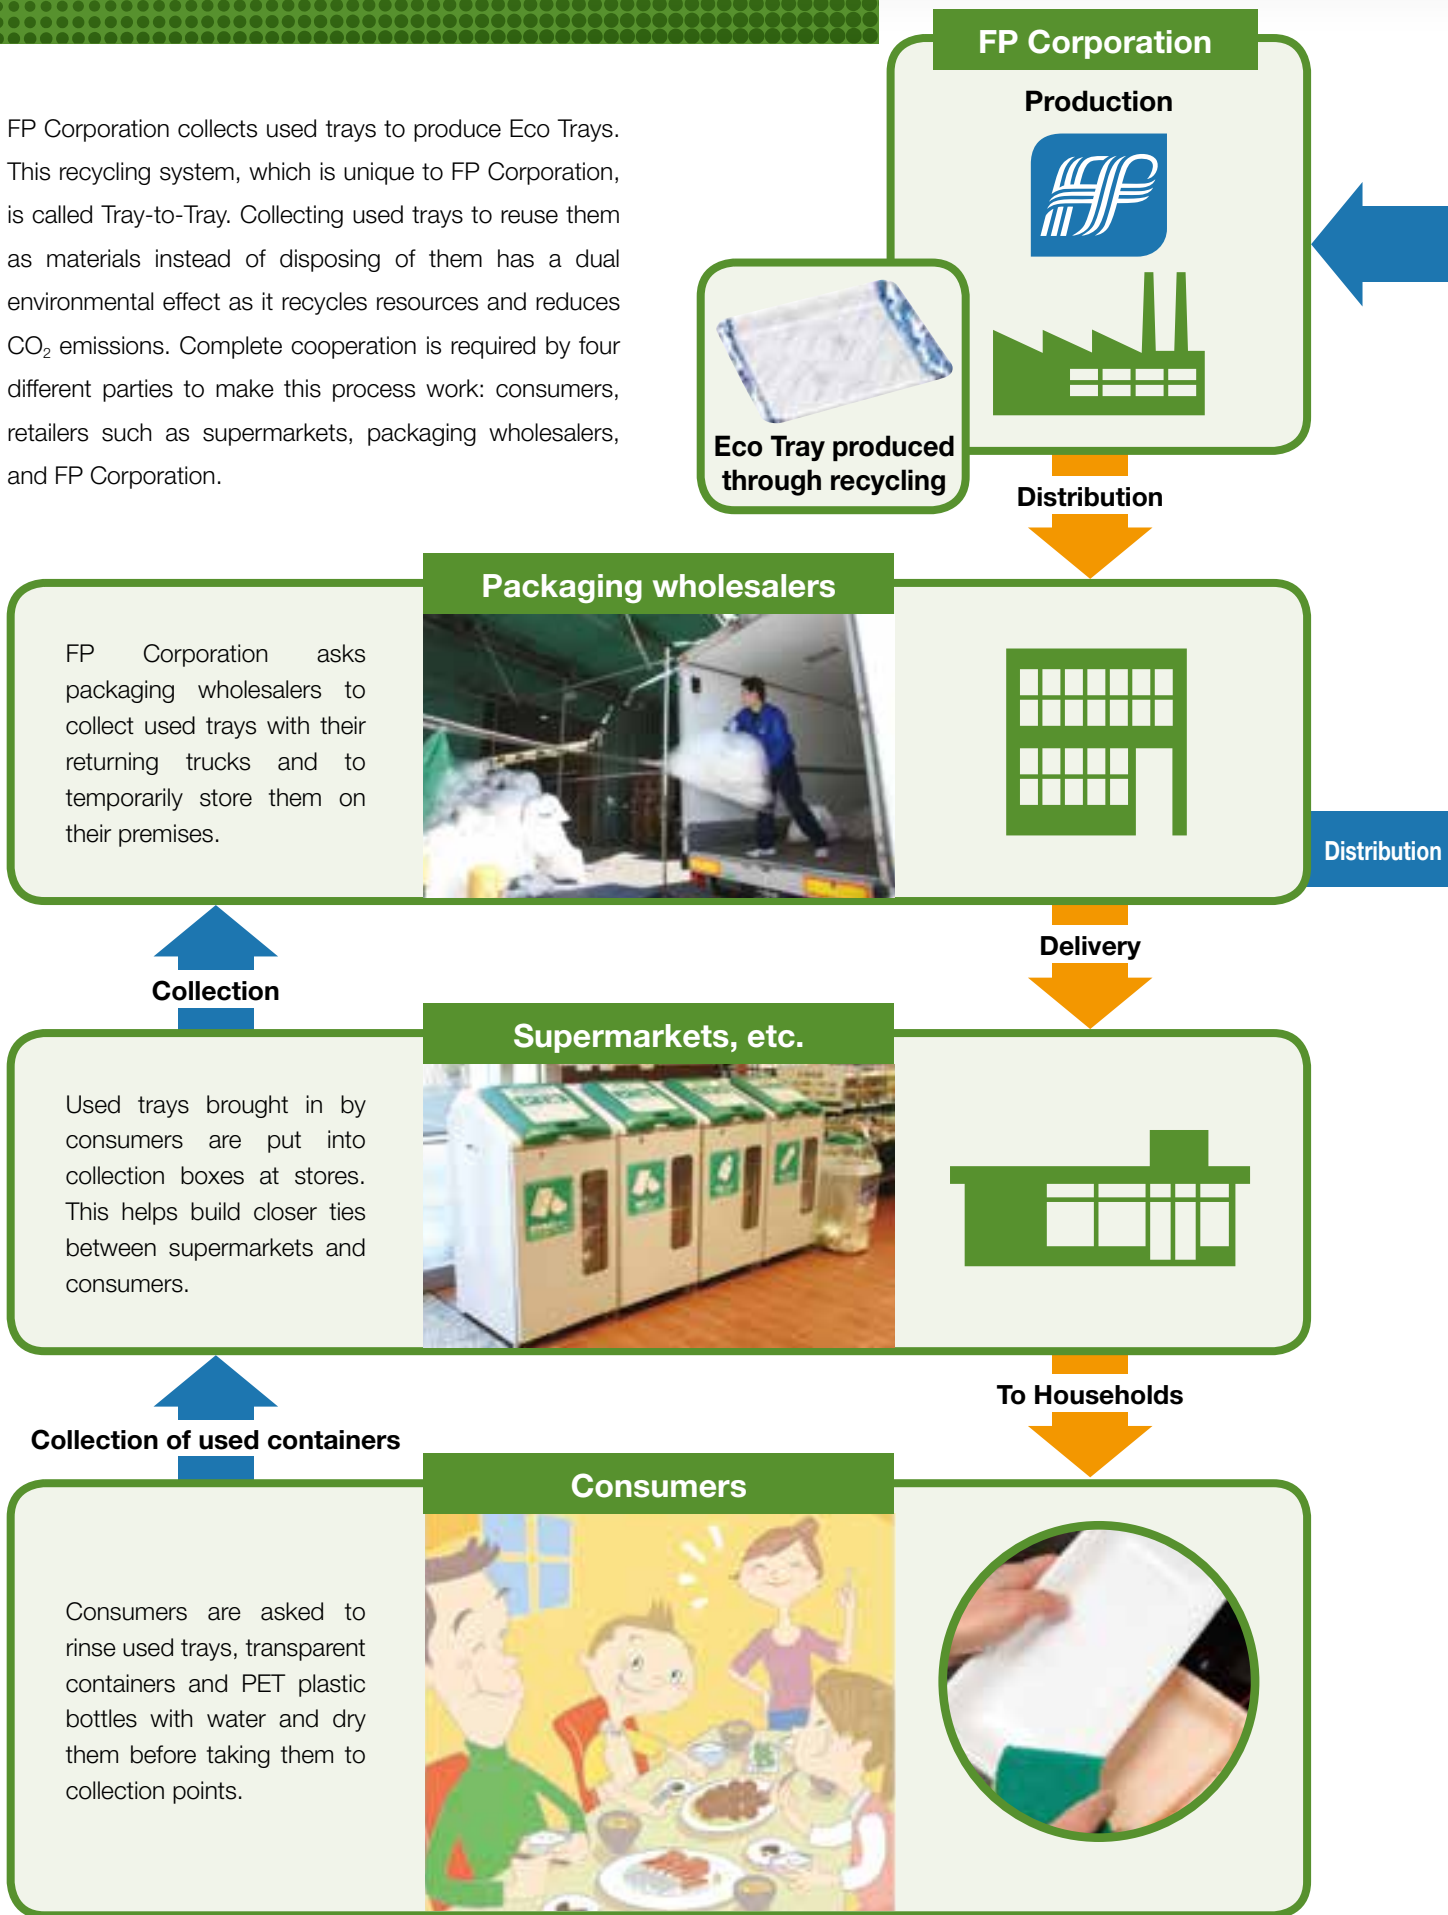 FP Corporation collects used trays to produce Eco Trays.
This recycling system, which is unique to FP Corporation,
is called Tray-to-Tray. Collecting used trays to reuse them
as materials instead of disposing of them has a dual
environmental effect as it recycles resources and reduces
CO₂ emissions. Complete cooperation is required by four
different parties to make this process work: consumers,
retailers such as supermarkets, packaging wholesalers,
and FP Corporation.
FP Corporation
Production
FP
Eco Tray produced
through recycling
Distribution
Packaging wholesalers
FP Corporation asks
packaging wholesalers to
collect used trays with their
returning trucks and to
temporarily store them on
their premises.
Distribution
Collection
Delivery
Supermarkets, etc.
Used trays brought in by
consumers are put into
collection boxes at stores.
This helps build closer ties
between supermarkets and
consumers.
Collection of used containers
To Households
Consumers
Consumers are asked to
rinse used trays, transparent
containers and PET plastic
bottles with water and dry
them before taking them to
collection points.